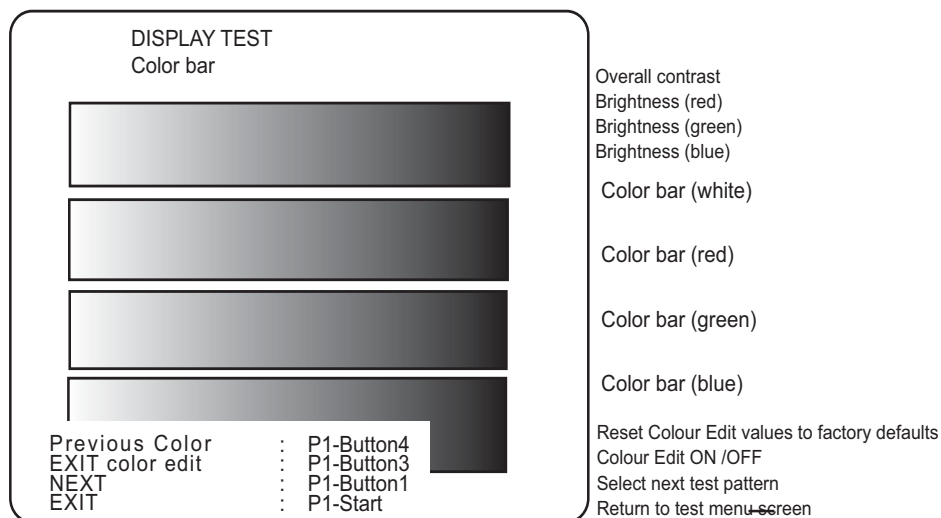 DISPLAY TEST
Color bar
Overall contrast
Brightness (red)
Brightness (green)
Brightness (blue)
Color bar (white)
Color bar (red)
Color bar (green)
Color bar (blue)
Previous Color : P1-Button4
EXIT color edit : P1-Button3
NEXT : P1-Button1
EXIT : P1-Start
Reset Colour Edit values to factory defaults
Colour Edit ON /OFF
Select next test pattern
Return to test menu screen